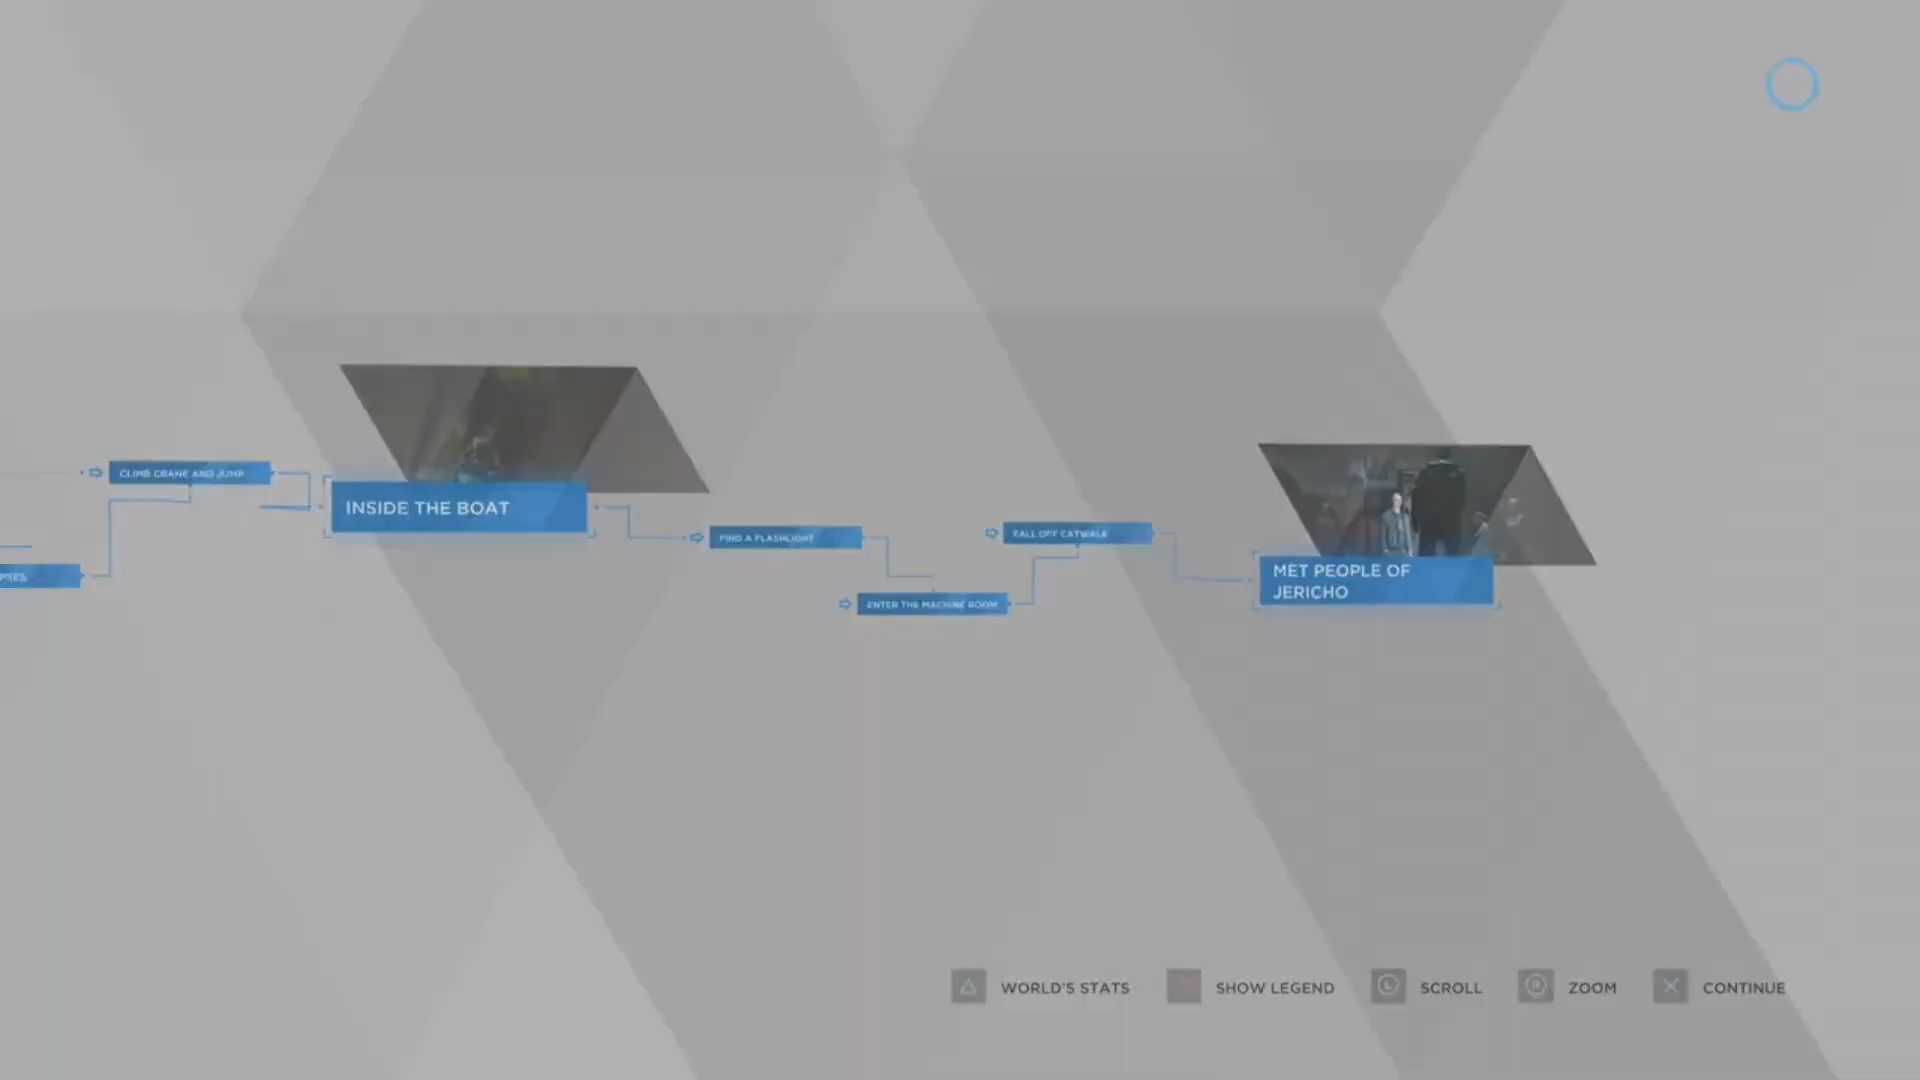 CLIMB CRANE AND JUMP
INSIDE THE BOAT
FIND A FLASHLIGHT
FALL OFF CATWALK
ENTER THE MACHINE ROOM
MET PEOPLE OF
JERICHO
WORLD'S STATS
SHOW LEGEND
L
SCROLL
R
ZOOM
CONTINUE